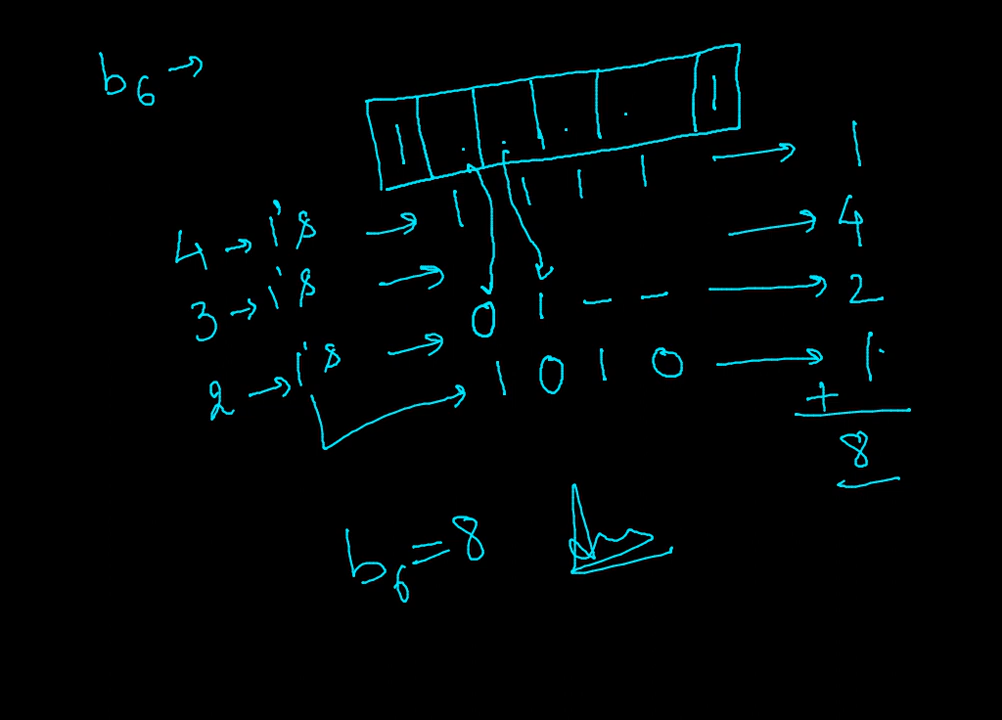 b₆ →
1 . . . . 1
4 → 1's → 1 1 1 1 → 1
3 → 1's → → 4
2 → 1's → 0 1 _ _ → 2
1 0 1 0 → 1
+
8
b₆ = 8